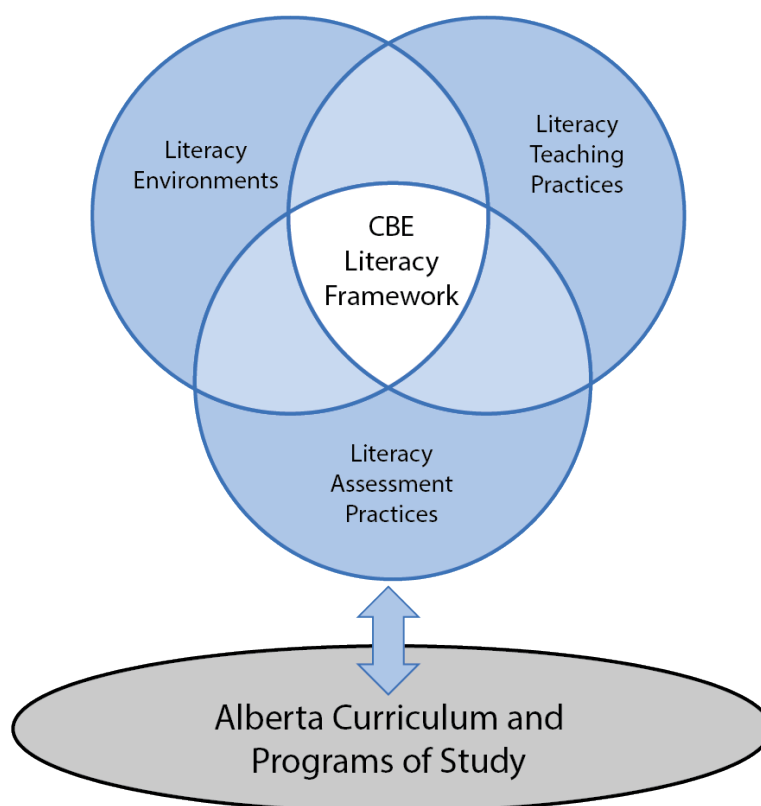 Literacy
Environments
Literacy
Teaching
Practices
CBE
Literacy
Framework
Literacy
Assessment
Practices
Alberta Curriculum and
Programs of Study